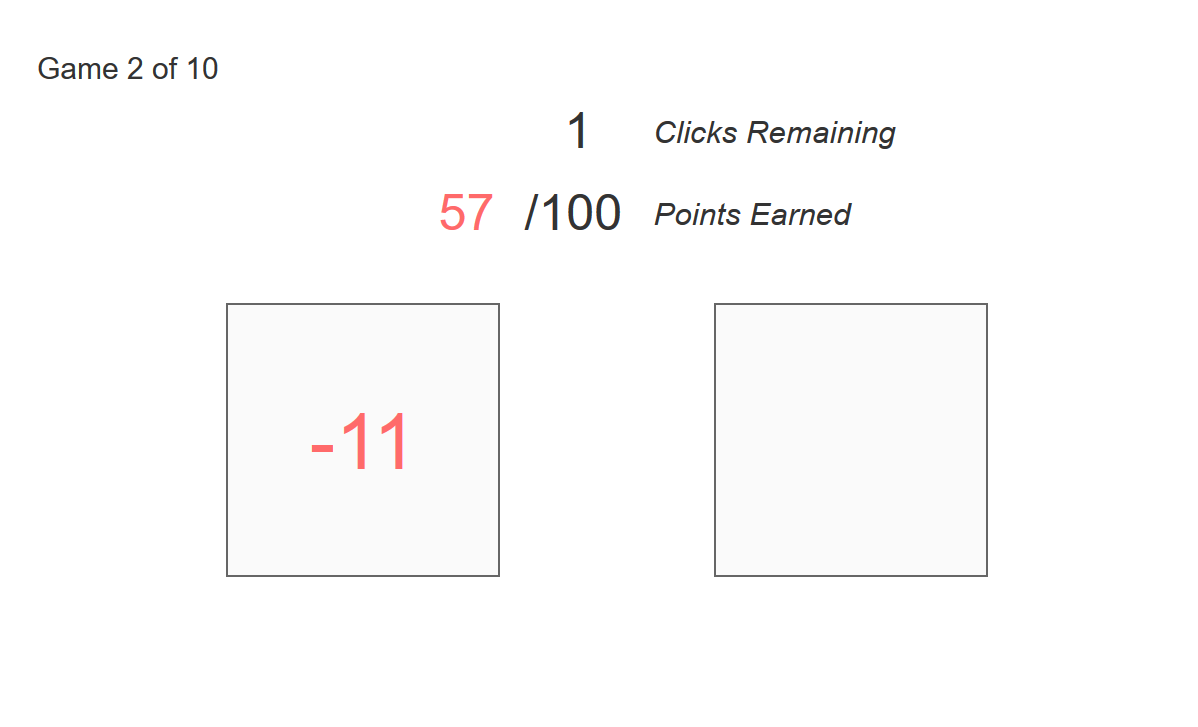 Game 2 of 10
1 Clicks Remaining
57 /100 Points Earned
-11